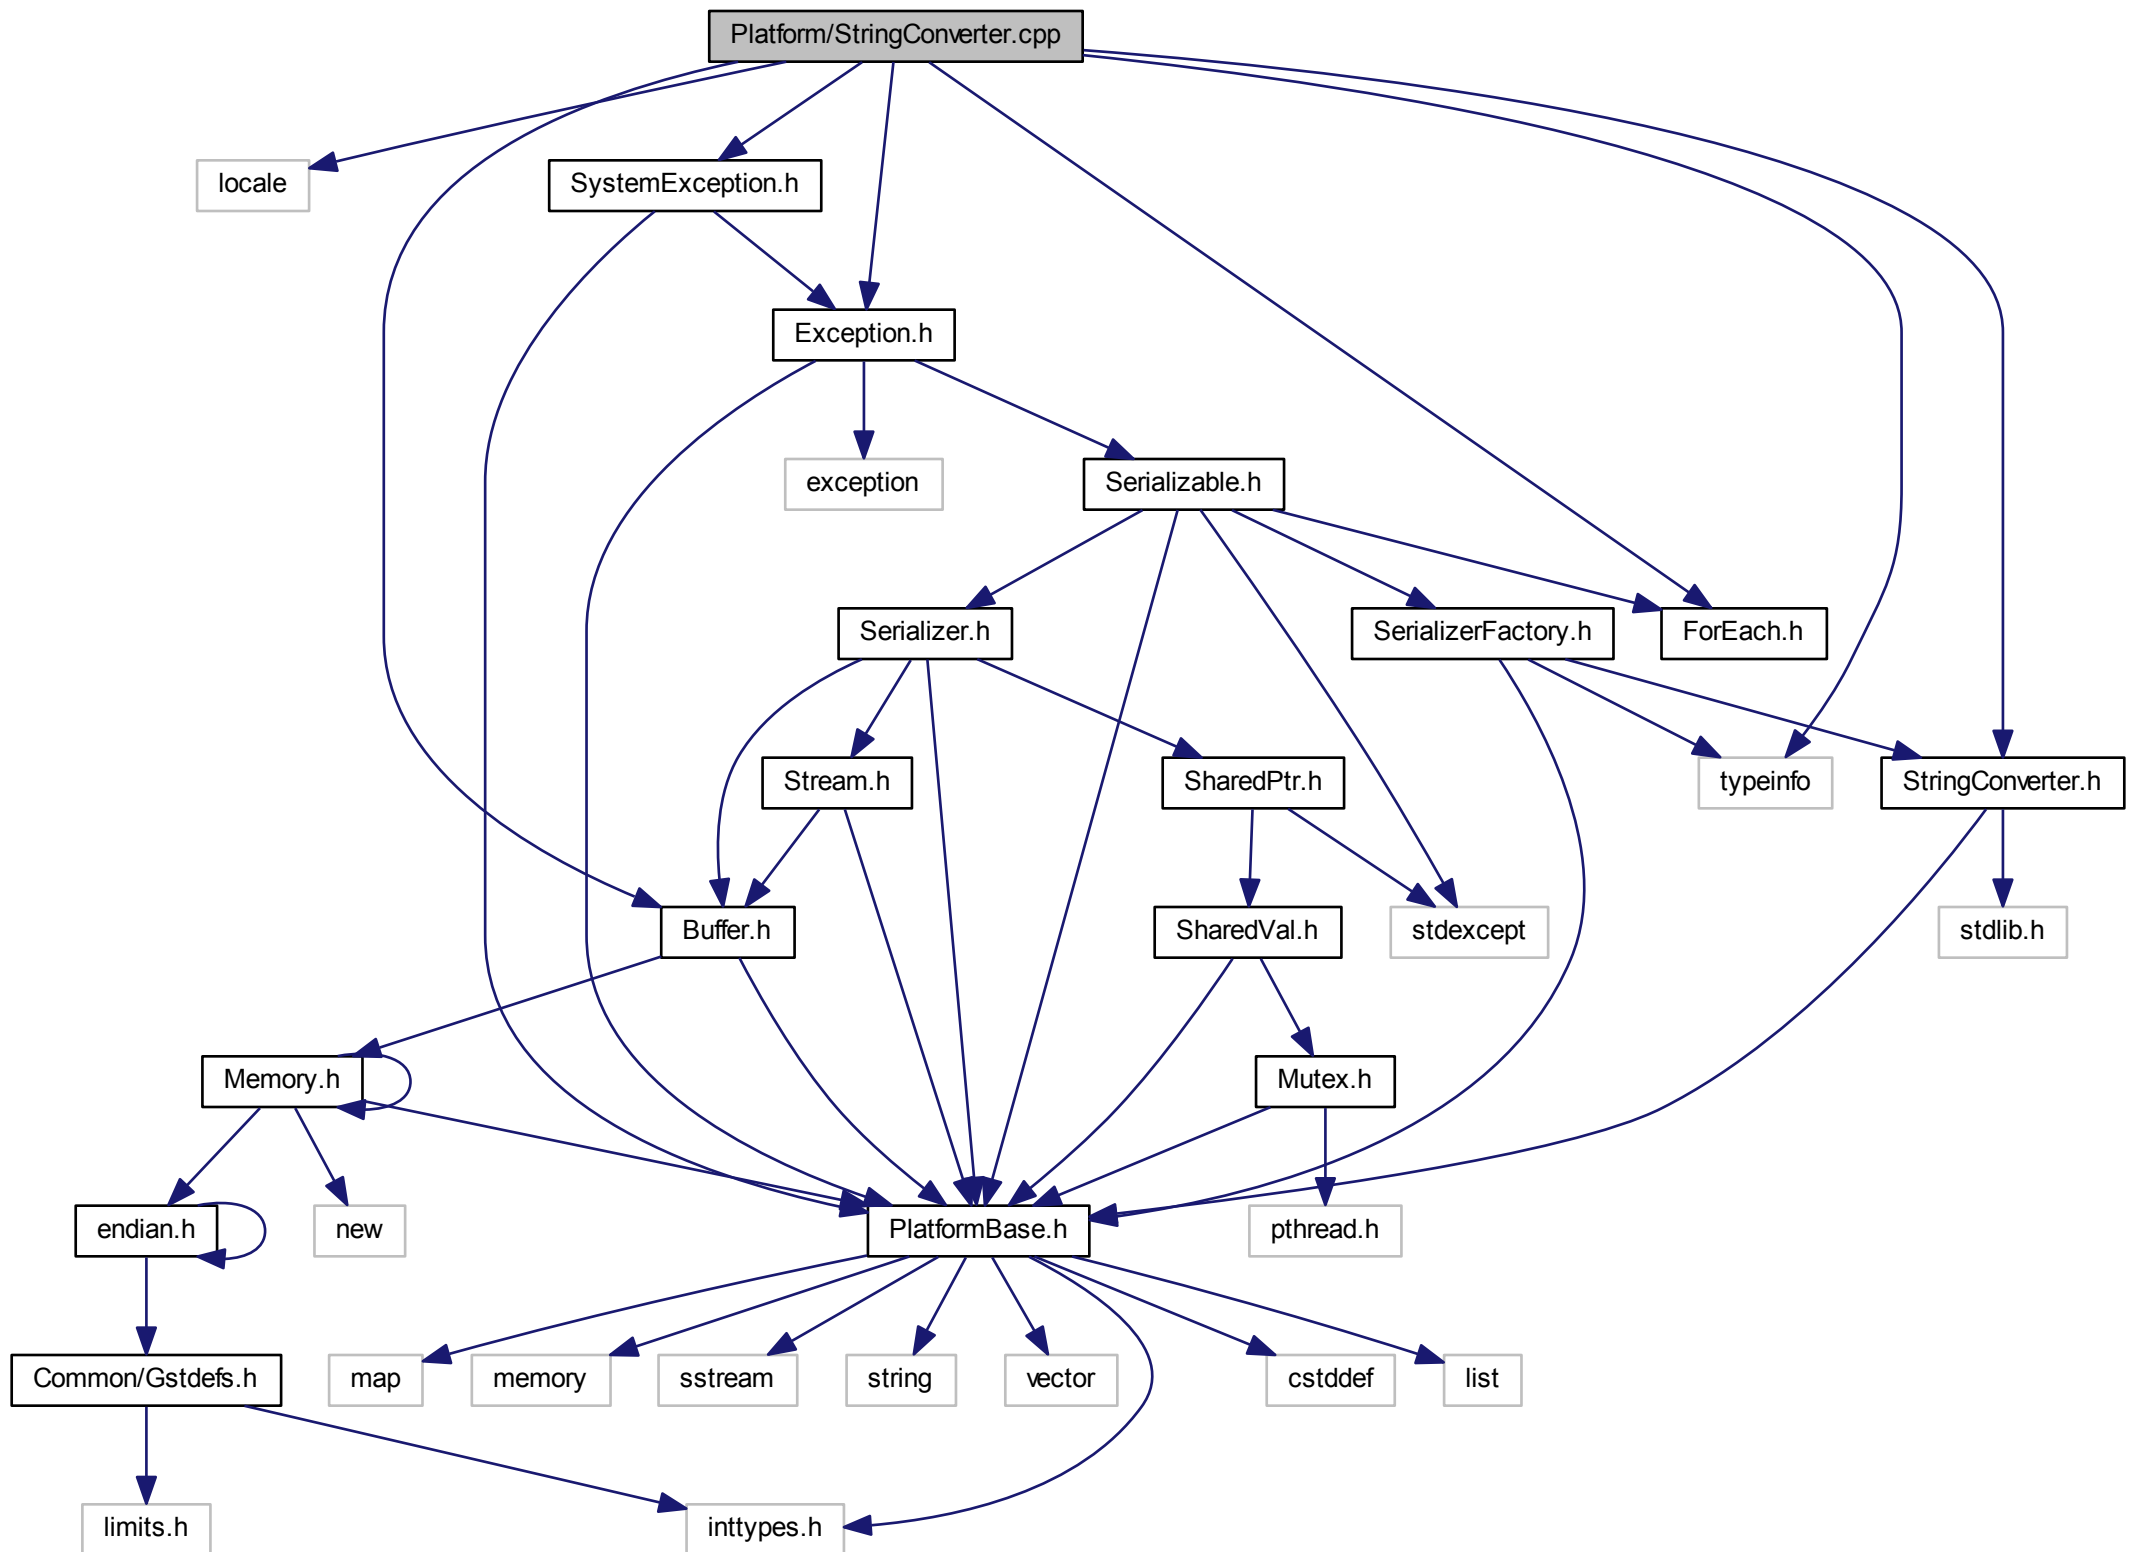 Platform/StringConverter.cpp
locale
SystemException.h
Exception.h
exception
Serializable.h
Serializer.h
SerializerFactory.h
ForEach.h
Stream.h
SharedPtr.h
typeinfo
StringConverter.h
Buffer.h
SharedVal.h
stdexcept
stdlib.h
Memory.h
Mutex.h
endian.h
new
PlatformBase.h
pthread.h
Common/Gstdefs.h
map
memory
sstream
string
vector
cstddef
list
limits.h
inttypes.h